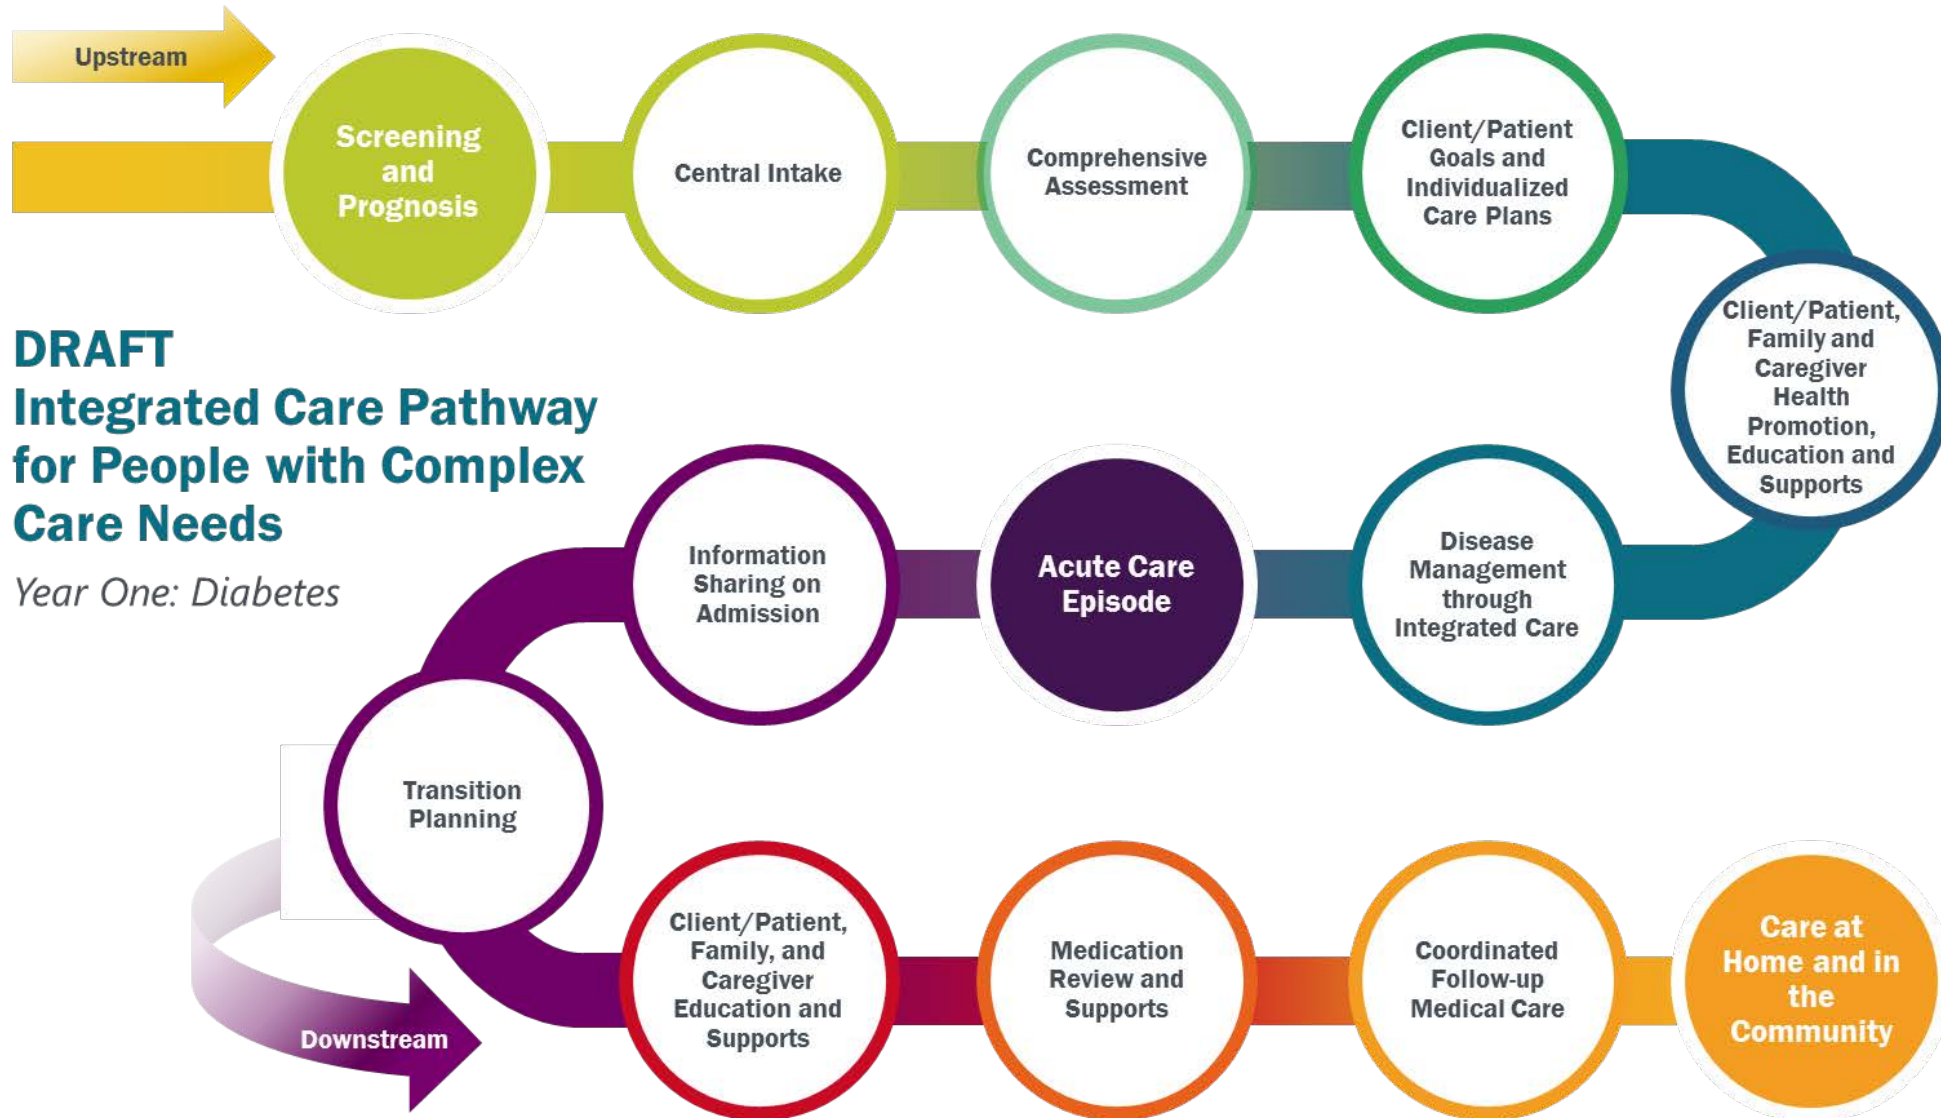 Upstream
Screening
and
Prognosis
Central Intake
Comprehensive
Assessment
Client/Patient
Goals and
Individualized
Care Plans
Client/Patient,
Family and
Caregiver
Health
Promotion,
Education and
Supports
DRAFT
Integrated Care Pathway
for People with Complex
Care Needs
Year One: Diabetes
Disease
Management
through
Integrated Care
Acute Care
Episode
Information
Sharing on
Admission
Transition
Planning
Downstream
Client/Patient,
Family, and
Caregiver
Education and
Supports
Medication
Review and
Supports
Coordinated
Follow-up
Medical Care
Care at
Home and in
the
Community